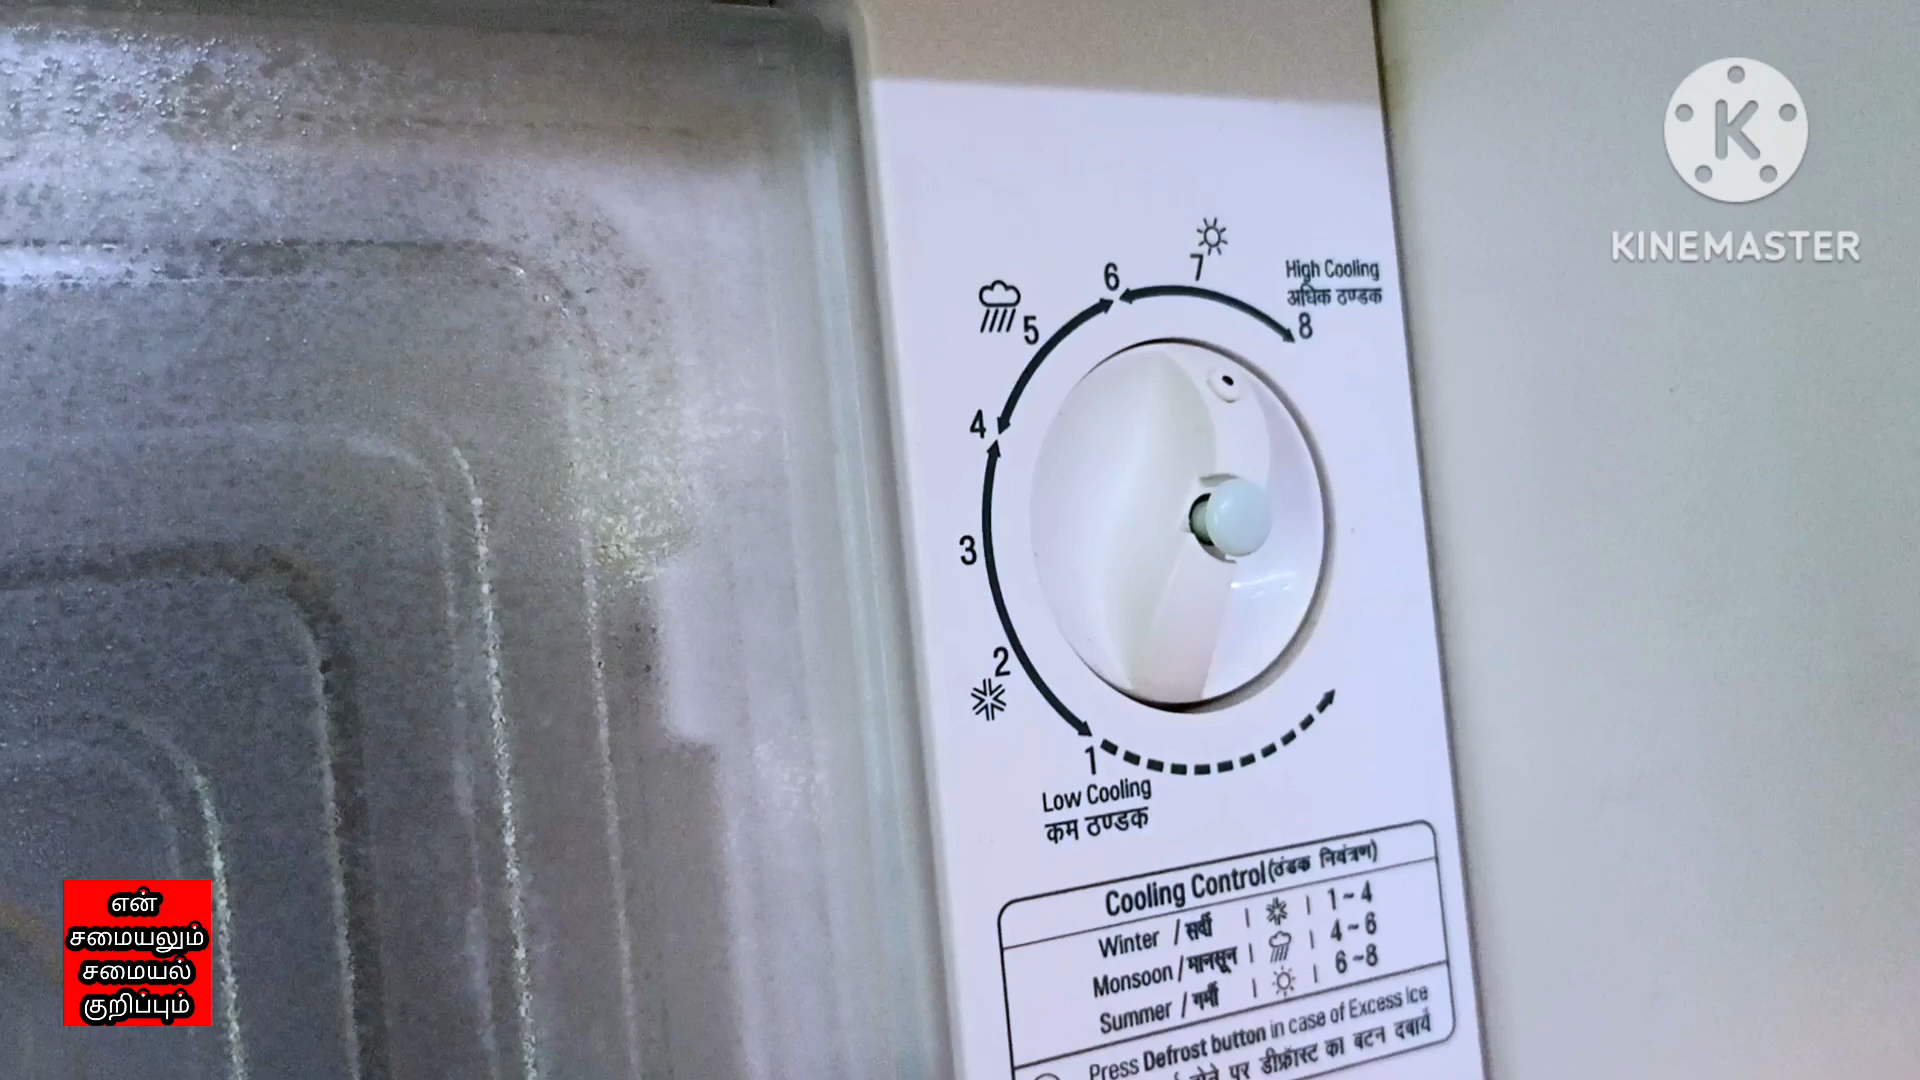 KINEMASTER
6
7
High Cooling
अधिक ठण्डक
8
5
4
3
2
1
Low Cooling
कम ठण्डक
Cooling Control (ठंडक नियंत्रण)
Winter / सर्दी | 1~4
Monsoon / मानसून | 4~6
Summer / गर्मी | 6~8
Press Defrost button in case of Excess Ice
होने पर डीफ्रॉस्ट का बटन दबायें
என்
சமையலும்
சமையல்
குறிப்பும்